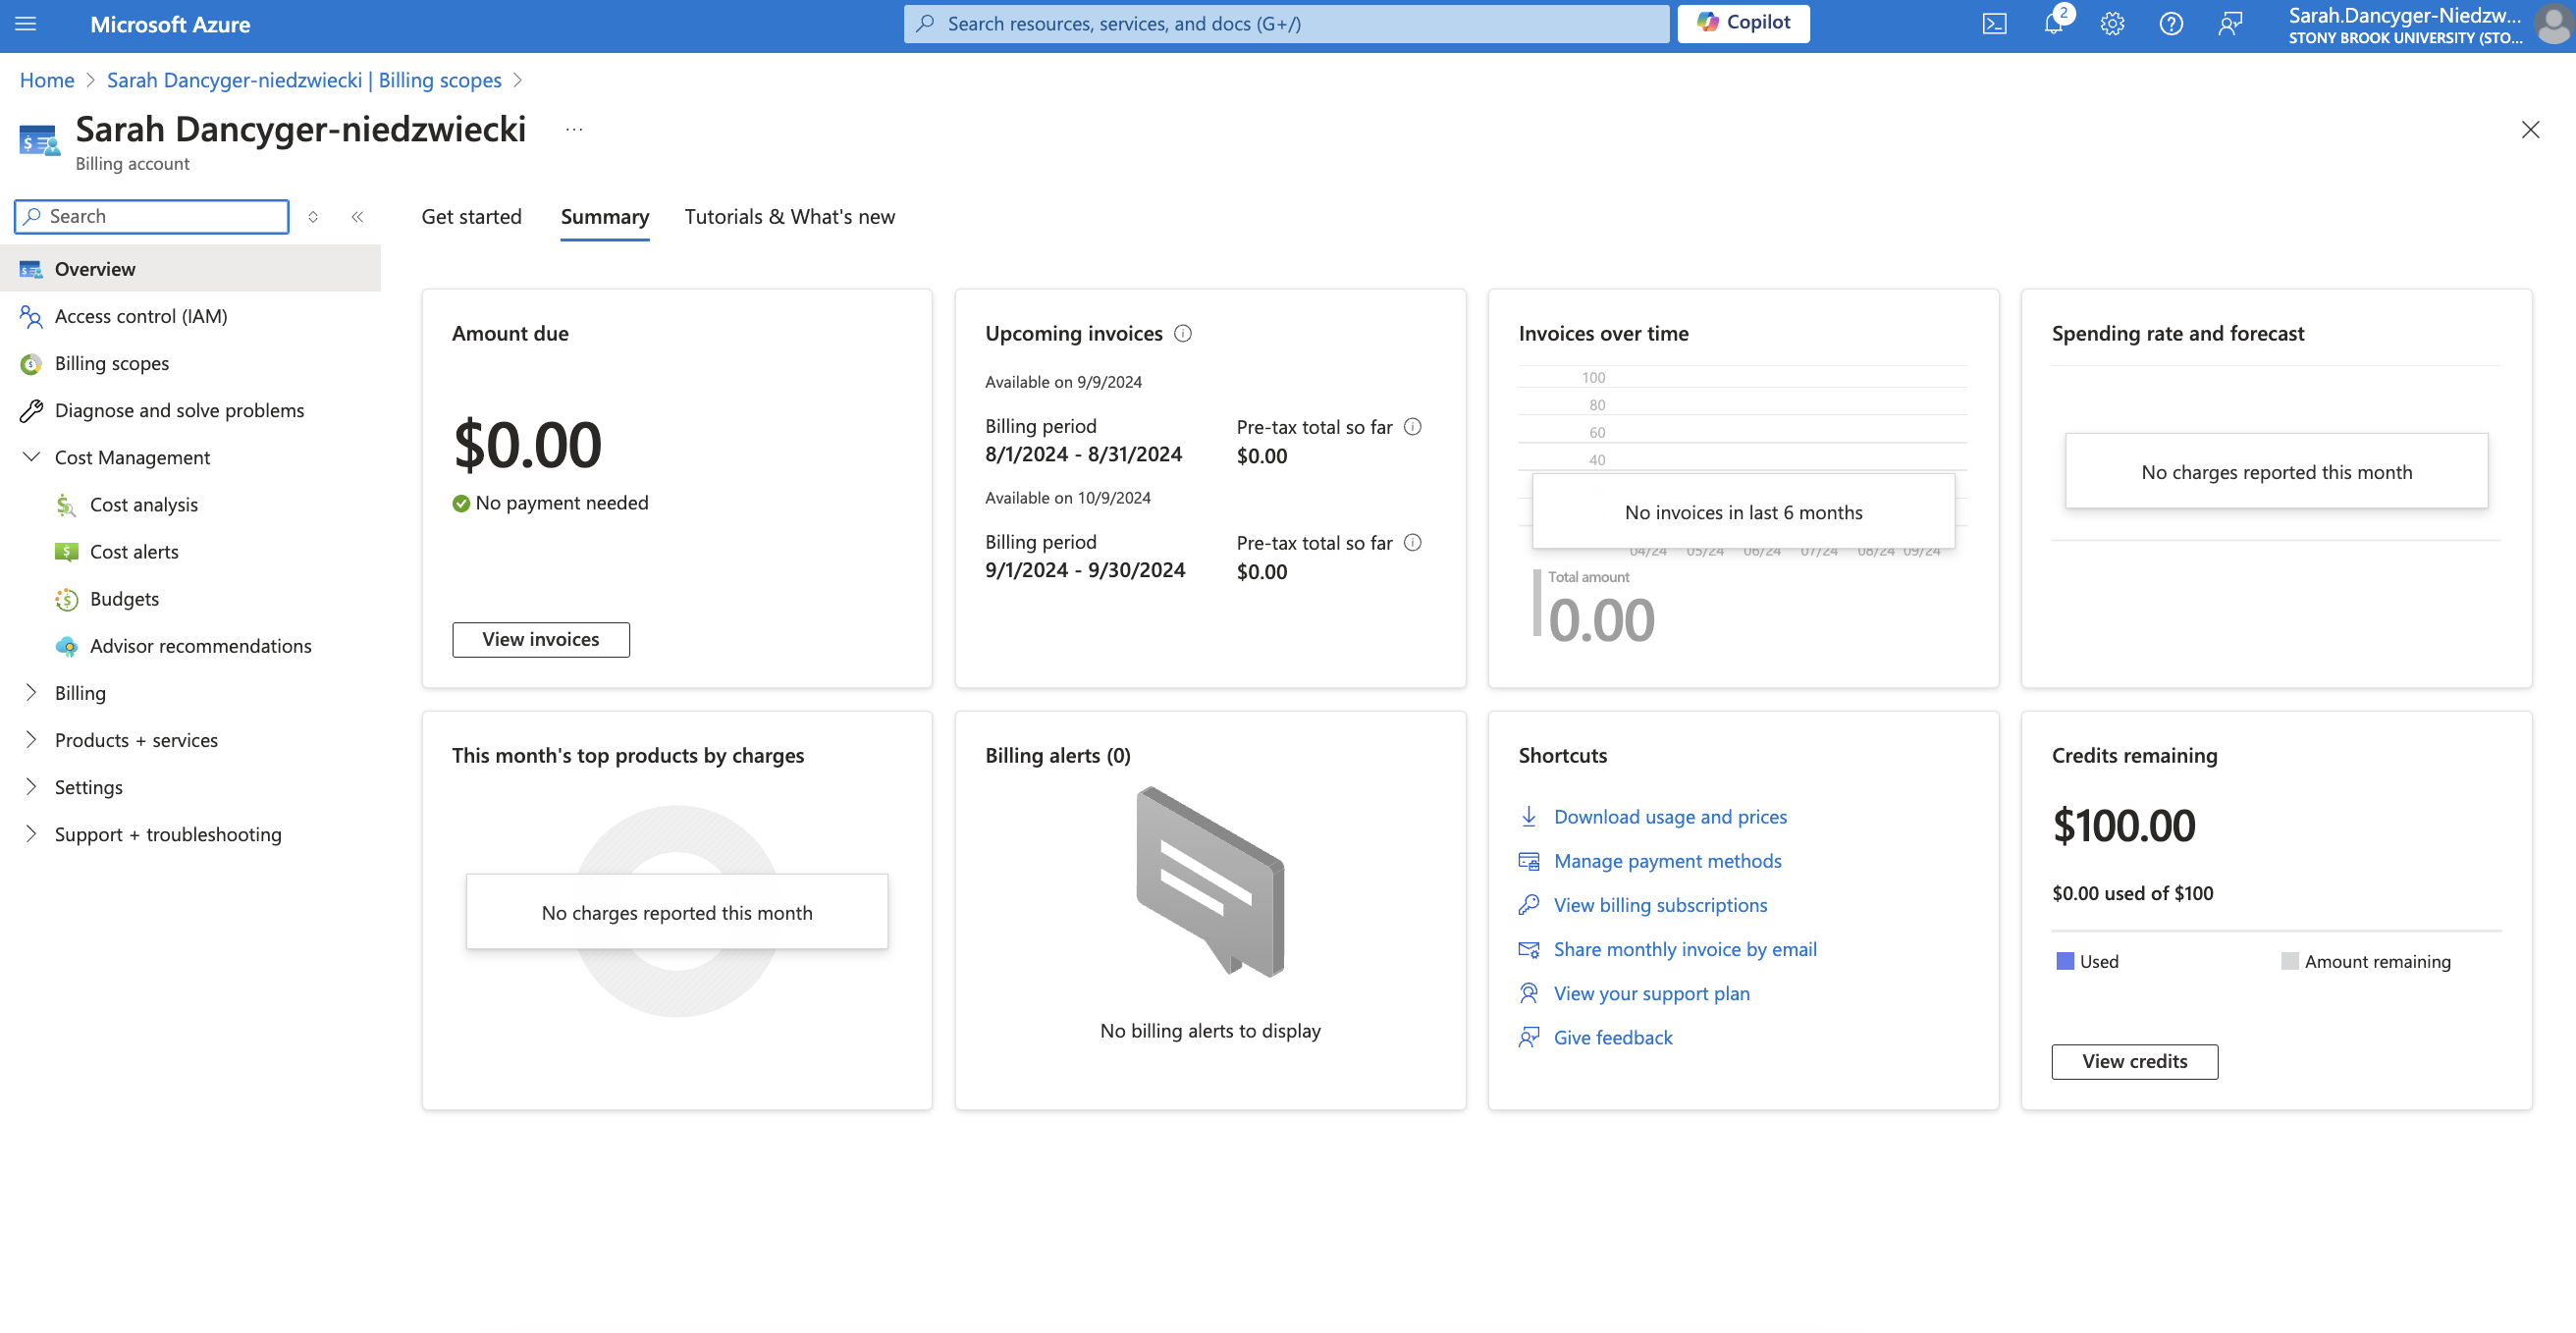 Microsoft Azure
Search resources, services, and docs (G+/)
Copilot
2
Sarah.Dancyger-Niedzw...
STONY BROOK UNIVERSITY (STO...
Home > Sarah Dancyger-niedzwiecki | Billing scopes >
Sarah Dancyger-niedzwiecki ...
Billing account
Search
Overview
Access control (IAM)
Billing scopes
Diagnose and solve problems
Cost Management
Cost analysis
Cost alerts
Budgets
Advisor recommendations
Billing
Products + services
Settings
Support + troubleshooting
Get started Summary Tutorials & What's new
Amount due
$0.00
No payment needed
View invoices
Upcoming invoices
Available on 9/9/2024
Billing period Pre-tax total so far
8/1/2024 - 8/31/2024 $0.00
Available on 10/9/2024
Billing period Pre-tax total so far
9/1/2024 - 9/30/2024 $0.00
Invoices over time
100
80
60
40
No invoices in last 6 months
04/24 05/24 06/24 07/24 08/24 09/24
Total amount
0.00
Spending rate and forecast
No charges reported this month
This month's top products by charges
No charges reported this month
Billing alerts (0)
No billing alerts to display
Shortcuts
Download usage and prices
Manage payment methods
View billing subscriptions
Share monthly invoice by email
View your support plan
Give feedback
Credits remaining
$100.00
$0.00 used of $100
Used Amount remaining
View credits